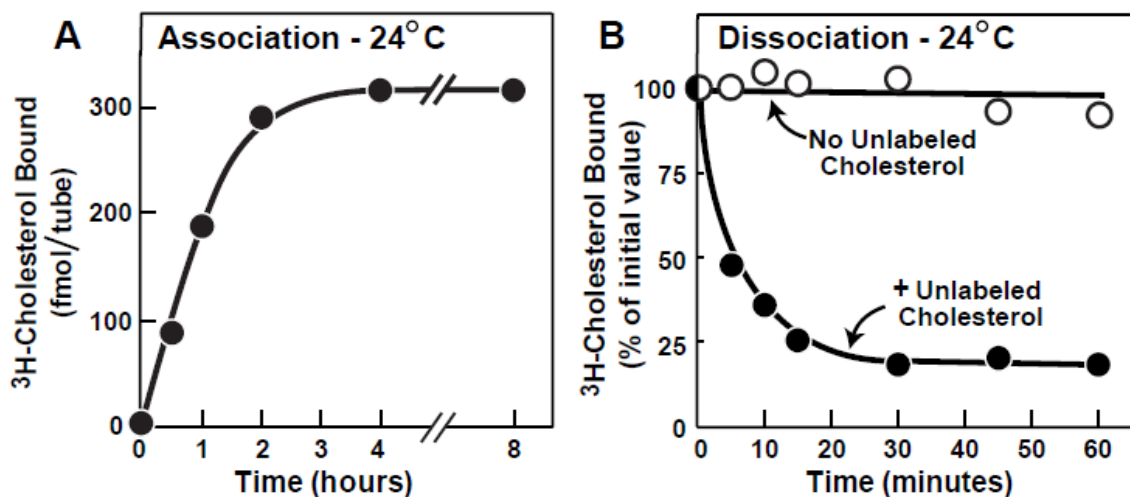 A Association - 24°C
³H-Cholesterol Bound
(fmol/tube)
300
200
100
0
0 1 2 3 4 8
Time (hours)
B Dissociation - 24°C
³H-Cholesterol Bound
(% of initial value)
100
75
50
25
0
No Unlabeled
Cholesterol
+ Unlabeled
Cholesterol
0 10 20 30 40 50 60
Time (minutes)